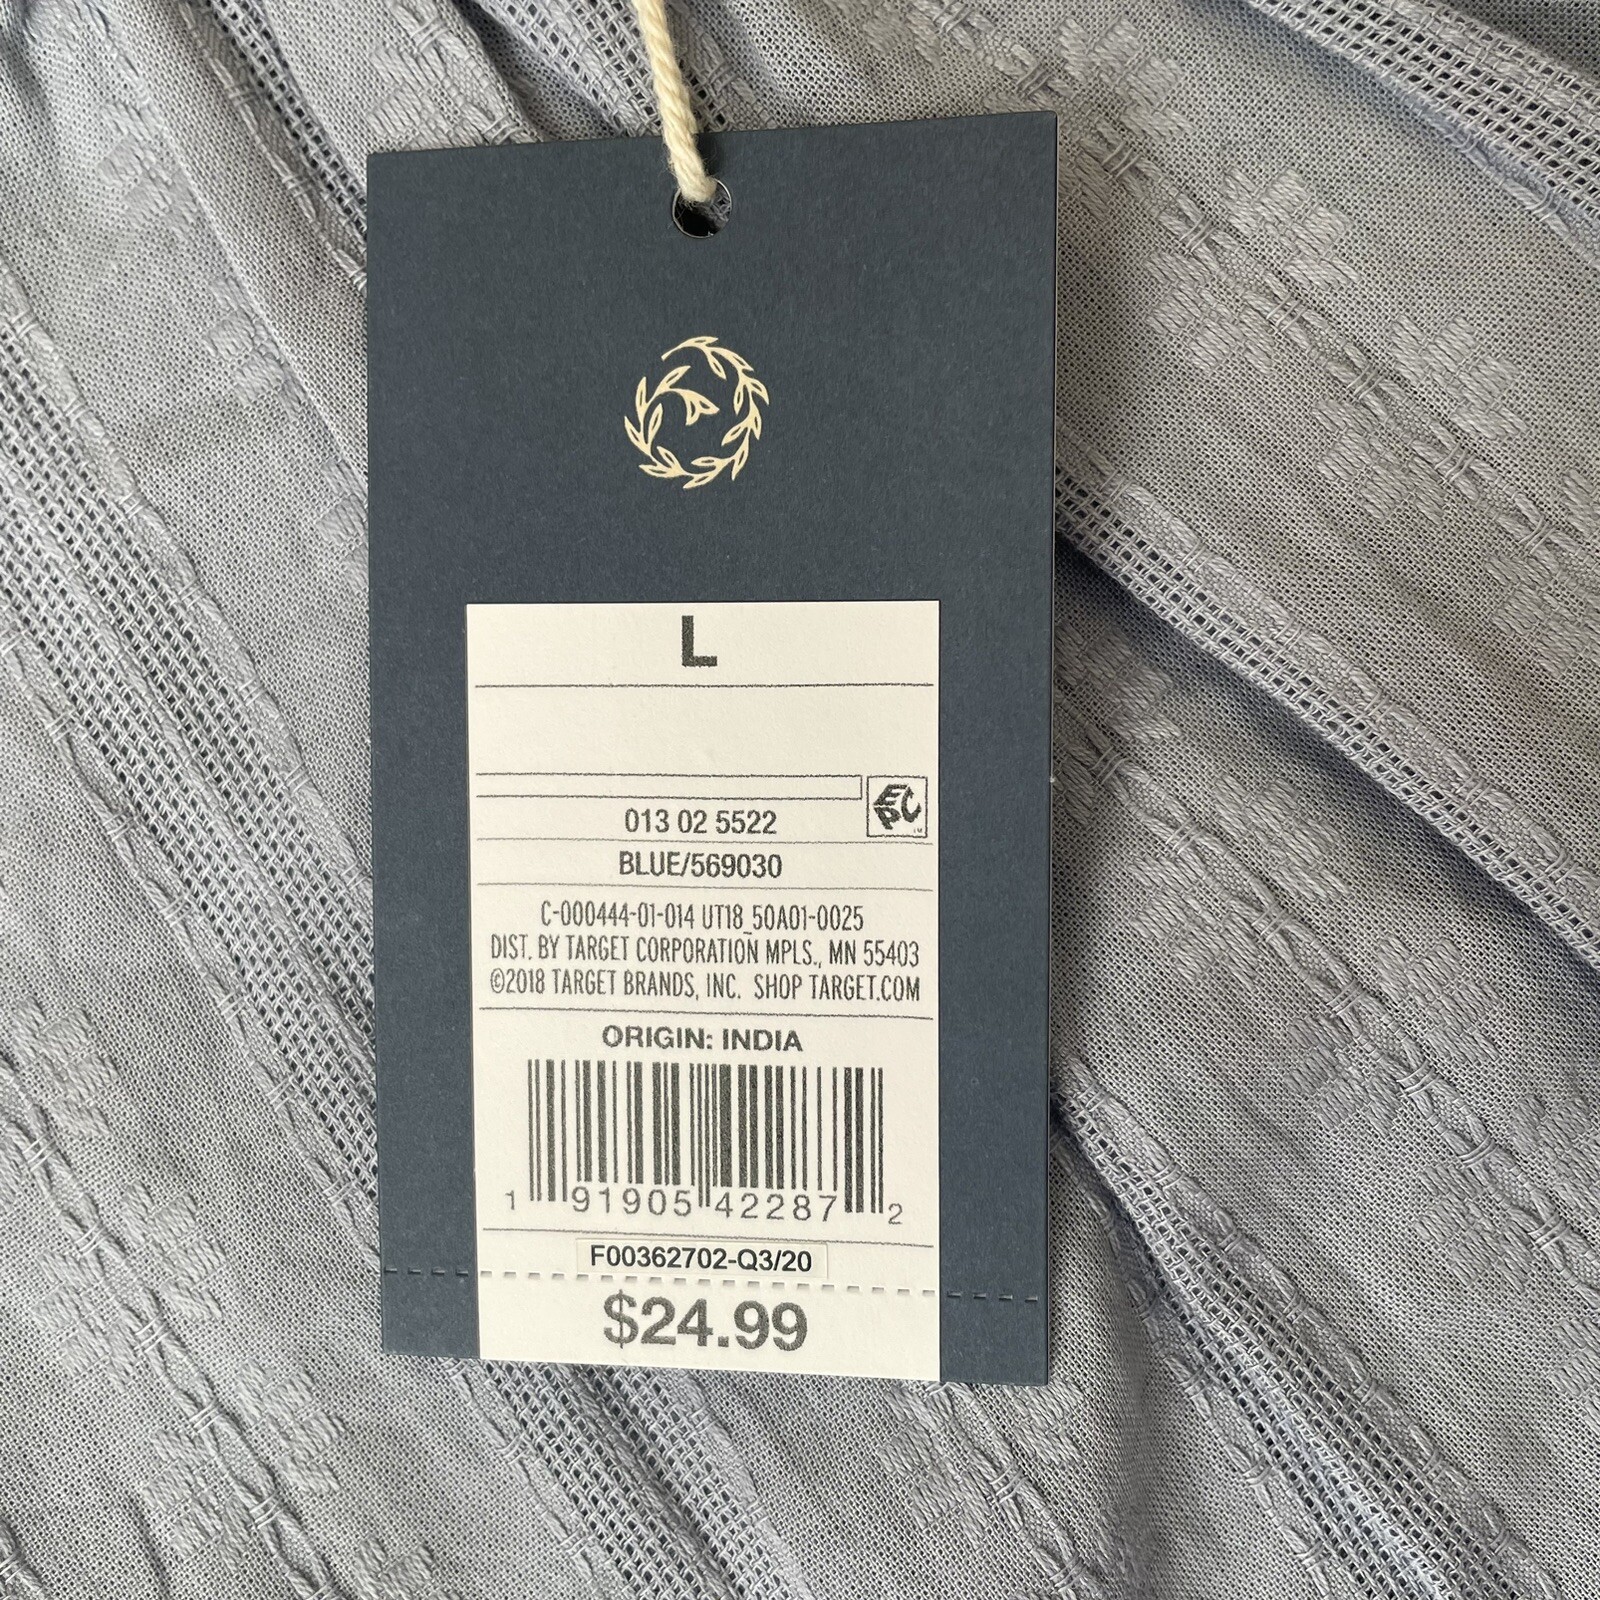 L
013 02 5522
EPC
BLUE/569030
C-000444-01-014 UT18_50A01-0025
DIST. BY TARGET CORPORATION MPLS., MN 55403
©2018 TARGET BRANDS, INC. SHOP TARGET.COM
ORIGIN: INDIA
1 91905 42287 2
F00362702-Q3/20
$24.99